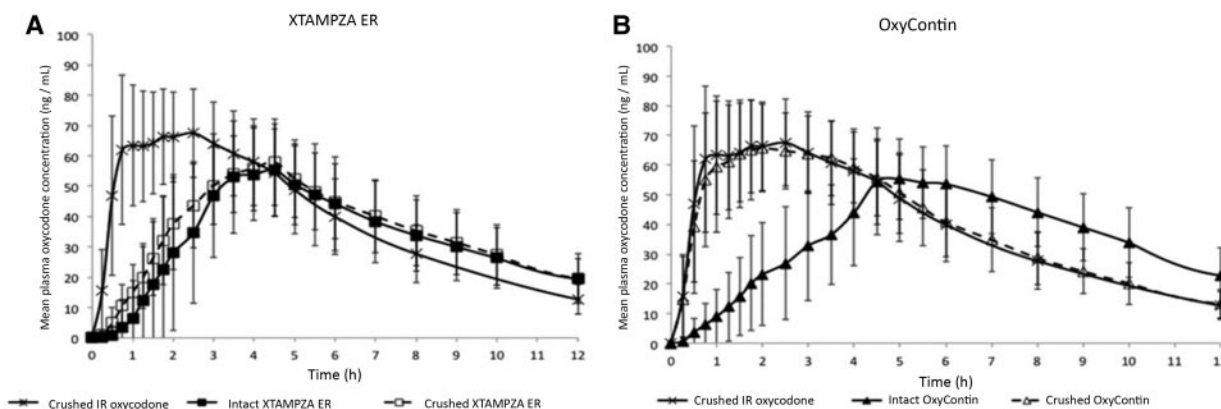 A
XTAMPZA ER
Mean plasma oxycodone concentration (ng / mL)
100
90
80
70
60
50
40
30
20
10
0
0 1 2 3 4 5 6 7 8 9 10 11 12
Time (h)
Crushed IR oxycodone Intact XTAMPZA ER Crushed XTAMPZA ER
B
OxyContin
Mean plasma oxycodone concentration (ng / mL)
100
90
80
70
60
50
40
30
20
10
0
0 1 2 3 4 5 6 7 8 9 10 11 12
Time (h)
Crushed IR oxycodone Intact OxyContin Crushed OxyContin